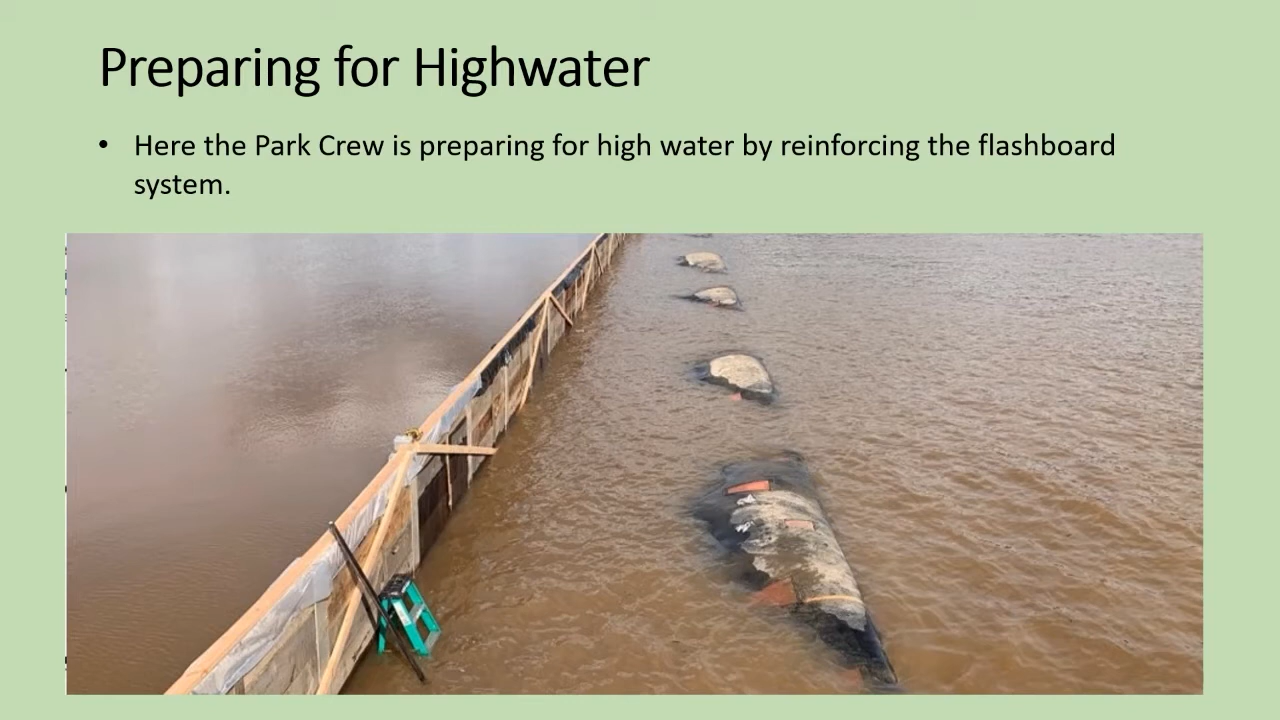 Preparing for Highwater
• Here the Park Crew is preparing for high water by reinforcing the flashboard
system.